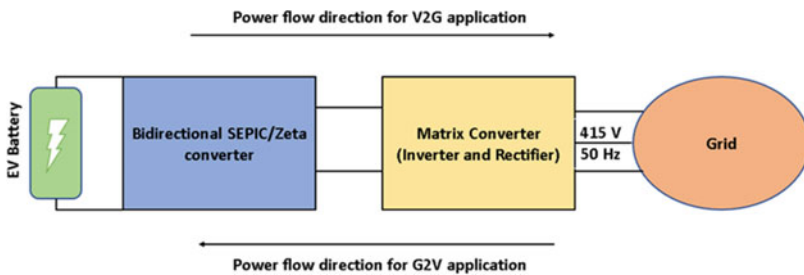 Power flow direction for V2G application
EV Battery
Bidirectional SEPIC/Zeta
converter
Matrix Converter
(Inverter and Rectifier)
415 V
50 Hz
Grid
Power flow direction for G2V application